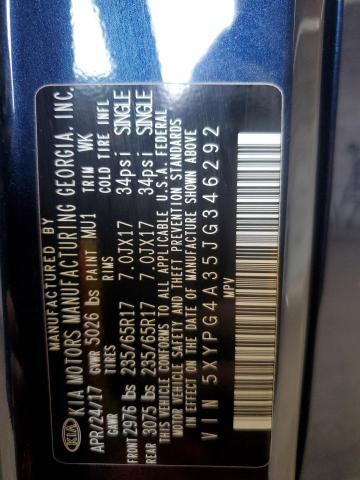 MANUFACTURED BY
KIA KIA MOTORS MANUFACTURING GEORGIA, INC.
APR/24/17 GVWR 5026 lbs PAINT MU1 TRIM WK
GAWR RINS COLD TIRE INFL
FRONT 2976 lbs 235/65R17 7.0JX17 34psi SINGLE
REAR 3075 lbs 235/65R17 7.0JX17 34psi SINGLE
THIS VEHICLE CONFORMS TO ALL APPLICABLE U.S.A. FEDERAL
MOTOR VEHICLE SAFETY AND THEFT PREVENTION STANDARDS
IN EFFECT ON THE DATE OF MANUFACTURE SHOWN ABOVE.
VIN 5XYPG4A35JG346292
MPV